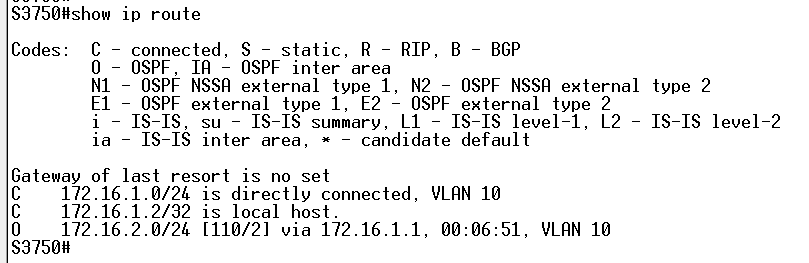 S3750#show ip route
Codes:  C - connected, S - static, R - RIP, B - BGP
        O - OSPF, IA - OSPF inter area
        N1 - OSPF NSSA external type 1, N2 - OSPF NSSA external type 2
        E1 - OSPF external type 1, E2 - OSPF external type 2
        i - IS-IS, su - IS-IS summary, L1 - IS-IS level-1, L2 - IS-IS level-2
        ia - IS-IS inter area, * - candidate default
Gateway of last resort is no set
C    172.16.1.0/24 is directly connected, VLAN 10
C    172.16.1.2/32 is local host.
O    172.16.2.0/24 [110/2] via 172.16.1.1, 00:06:51, VLAN 10
S3750#